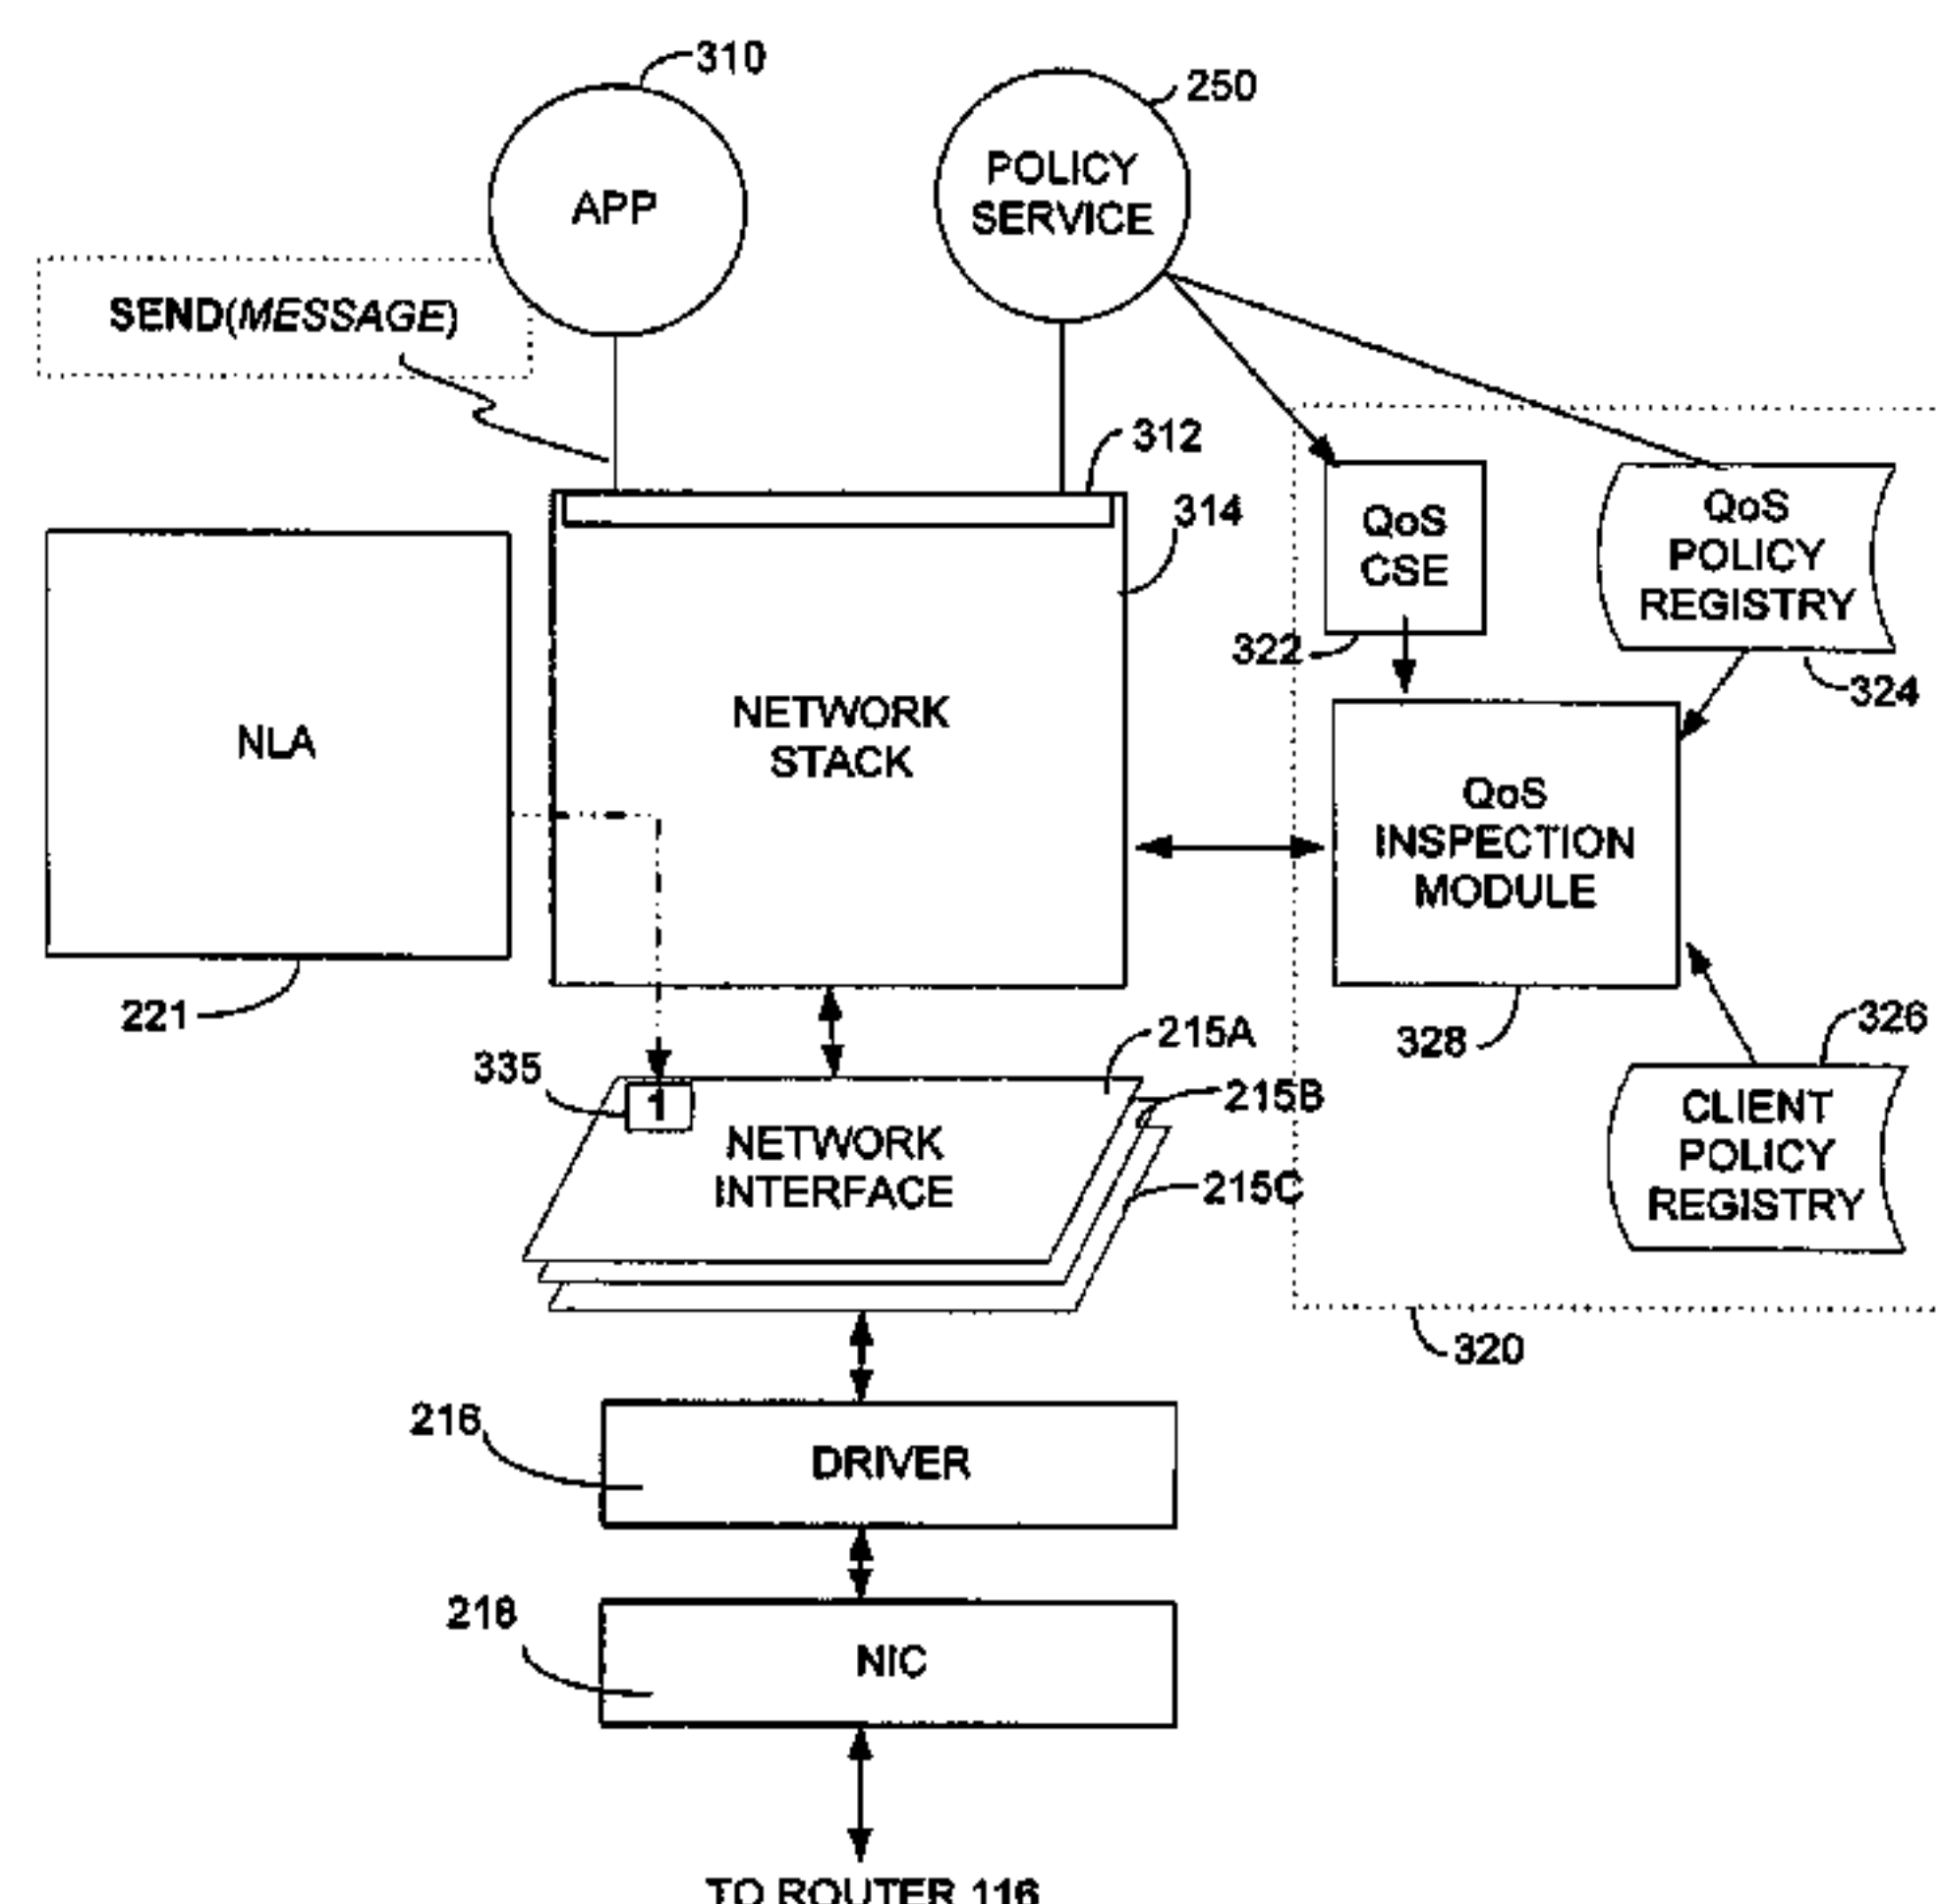 310
250
APP
POLICY
SERVICE
SEND(MESSAGE)
312
314
QoS
CSE
QoS
POLICY
REGISTRY
322
324
NLA
NETWORK
STACK
QoS
INSPECTION
MODULE
221
328
326
335
1
215A
215B
215C
NETWORK
INTERFACE
CLIENT
POLICY
REGISTRY
320
216
DRIVER
218
NIC
TO ROUTER 116